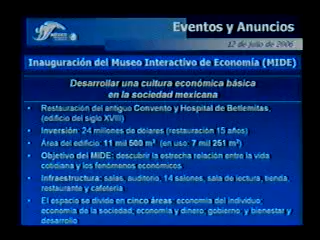 MÉXICO
Eventos y Anuncios
12 de julio de 2006
Inauguración del Museo Interactivo de Economía (MIDE)
Desarrollar una cultura económica básica
en la sociedad mexicana
• Restauración del antiguo Convento y Hospital de Betlemitas,
(edificio del siglo XVIII)
• Inversión: 24 millones de dólares (restauración 15 años)
• Área del edificio: 11 mil 500 m² (en uso: 7 mil 251 m²)
• Objetivo del MIDE: descubrir la estrecha relación entre la vida
cotidiana y los fenómenos económicos
• Infraestructura: salas, auditorio, 14 salones, sala de lectura, tienda,
restaurante y cafetería
• El espacio se divide en cinco áreas: economía del individuo;
economía de la sociedad; economía y dinero; gobierno, y bienestar y
desarrollo